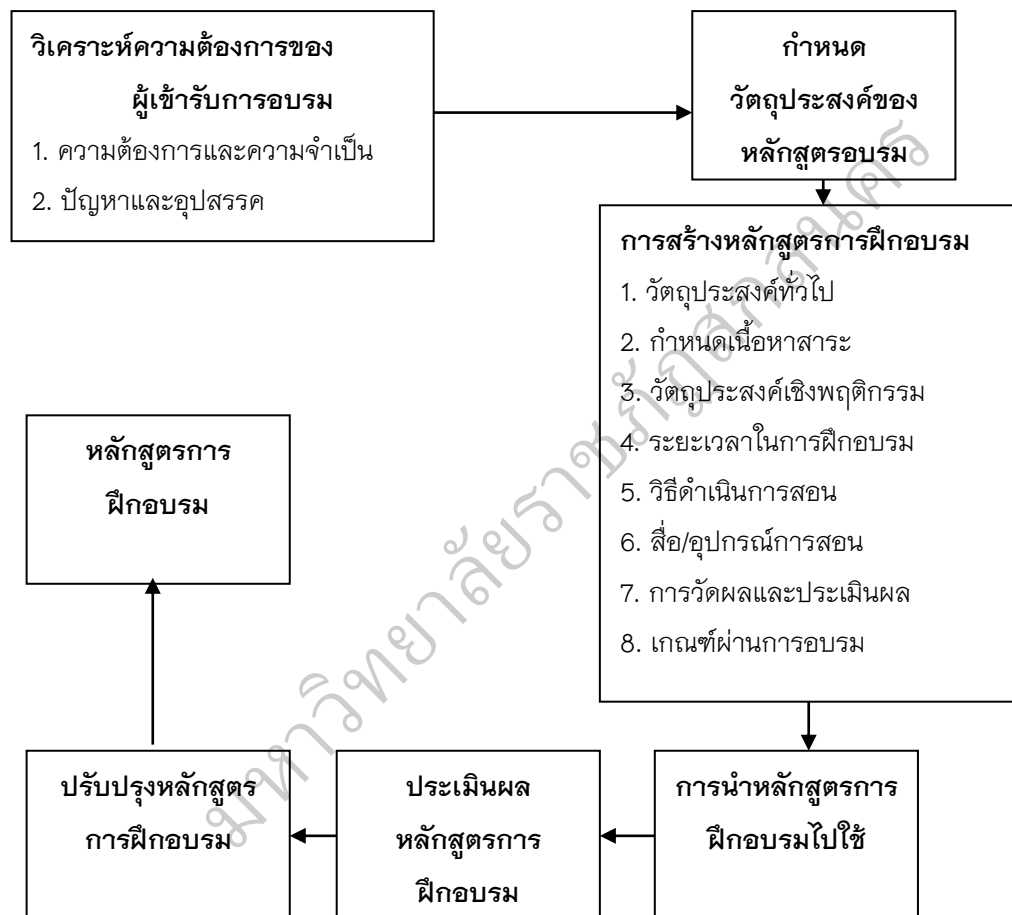 วิเคราะห์ความต้องการของ
ผู้เข้ารับการอบรม
1. ความต้องการและความจำเป็น
2. ปัญหาและอุปสรรค
กำหนด
วัตถุประสงค์ของ
หลักสูตรอบรม
การสร้างหลักสูตรการฝึกอบรม
1. วัตถุประสงค์ทั่วไป
2. กำหนดเนื้อหาสาระ
3. วัตถุประสงค์เชิงพฤติกรรม
4. ระยะเวลาในการฝึกอบรม
5. วิธีดำเนินการสอน
6. สื่อ/อุปกรณ์การสอน
7. การวัดผลและประเมินผล
8. เกณฑ์ผ่านการอบรม
การนำหลักสูตรการ
ฝึกอบรมไปใช้
ประเมินผล
หลักสูตรการ
ฝึกอบรม
ปรับปรุงหลักสูตร
การฝึกอบรม
หลักสูตรการ
ฝึกอบรม
มหาวิทยาลัยราชภัฏสกลนคร